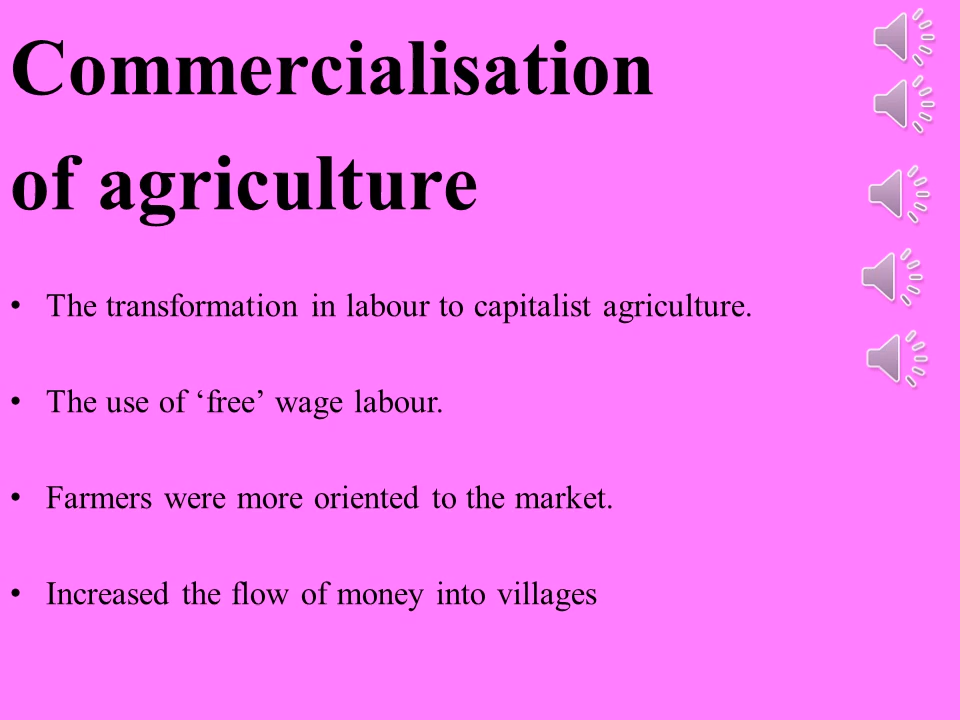 Commercialisation
of agriculture
• The transformation in labour to capitalist agriculture.
• The use of ‘free’ wage labour.
• Farmers were more oriented to the market.
• Increased the flow of money into villages